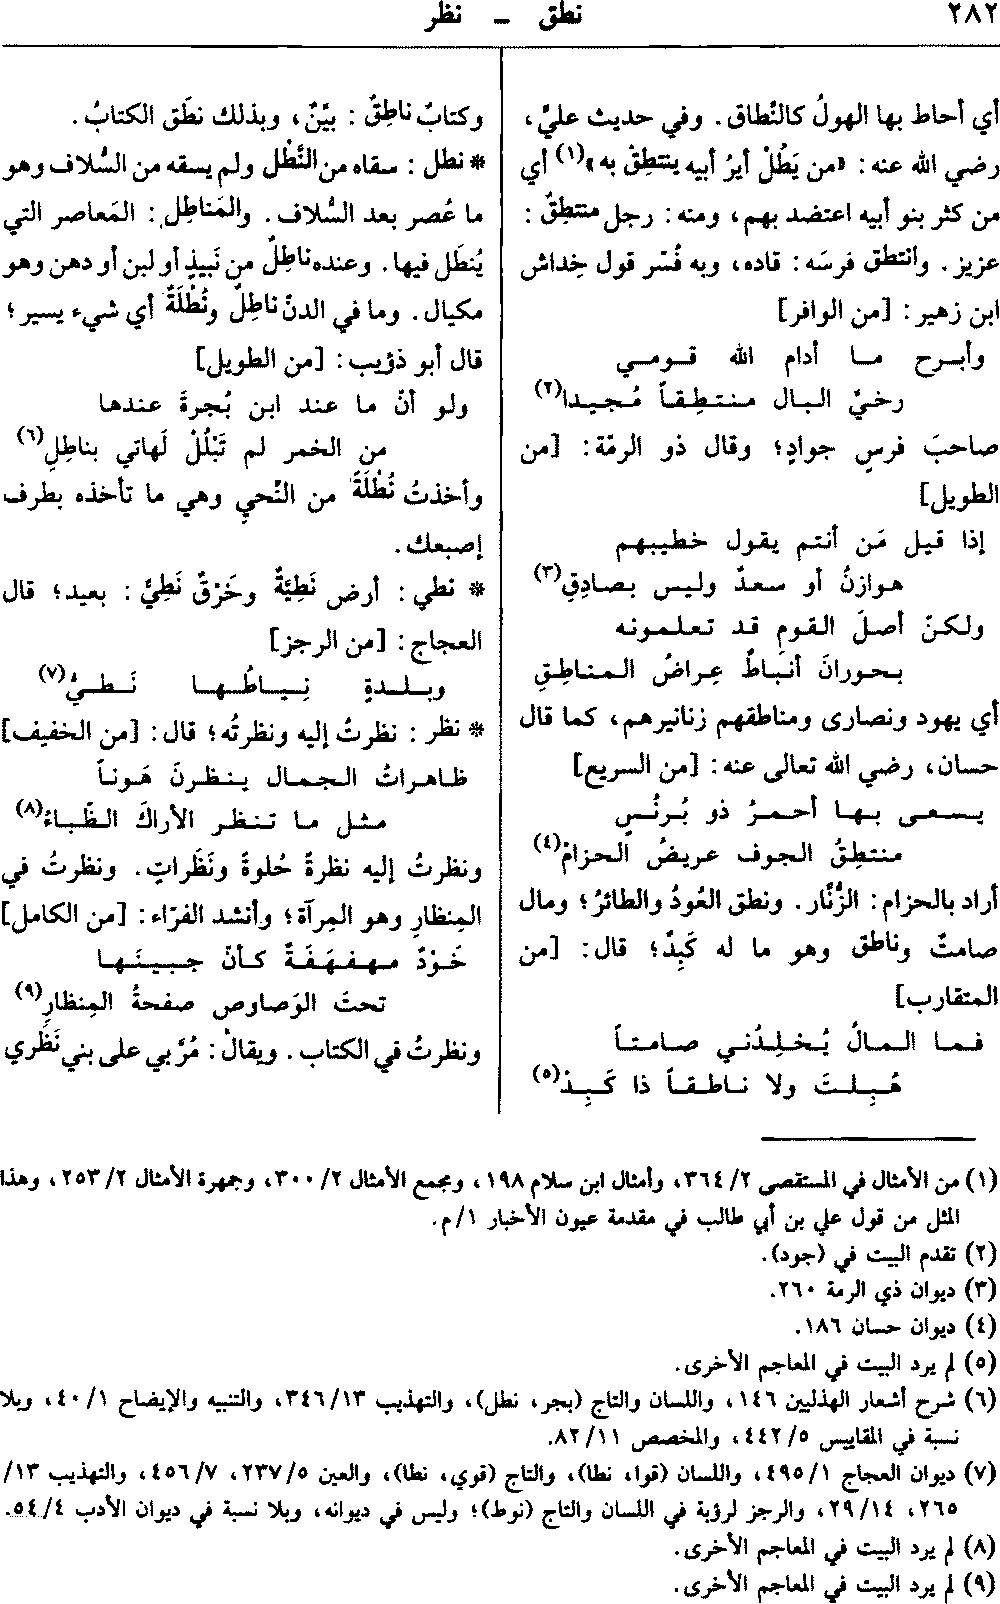 ٢٨٢
نطق ـ نظر
أي أحاط بها الهولُ كالنُّطاق. وفي حديث عليٍّ،
رضي الله عنه: «من يَطُلْ أيرُ أبيه ينتطِقْ به»(١) أي
من كثر بنو أبيه اعتضد بهم، ومنه: رجل منتطِقٌ:
عزيز. وانتطق فرسَه: قاده، وبه فُسّر قول خِداش
ابن زهير: [من الوافر]
وأبــرح مــا أدام الله قــومــي
رخيَّ البال منـتـطِـقـاً مُـجـيـدا(٢)
صاحبَ فرسٍ جوادٍ؛ وقال ذو الرمّة: [من
الطويل]
إذا قيل مَن أنتم يقول خطيبهم
هوازنُ أو سعدٌ وليس بصادِقِ(٣)
ولكنّ أصلَ القومِ قد تعلمونه
بحورانَ أنباطٌ عِراضُ المناطِقِ
أي يهود ونصارى ومناطقهم زنانيرهم، كما قال
حسان، رضي الله تعالى عنه: [من السريع]
يسعى بها أحمرُ ذو بُرنُسٍ
منتطِقُ الجوف عريضُ الحزامْ(٤)
أراد بالحزام: الزُّنّار. ونطق العُودُ والطائرُ؛ ومال
صامتٌ وناطق وهو ما له كَبِدٌ؛ قال: [من
المتقارب]
فما المالُ يُخلِدُني صامتاً
هُبِلتَ ولا ناطقاً ذا كَبِدْ(٥)
وكتابٌ ناطِقٌ: بيِّنٌ، وبذلك نطَق الكتابُ.
* نطل: سقاه من النَّطْل ولم يسقه من السُّلاف وهو
ما عُصر بعد السُّلاف. والمَناطِل: المَعاصر التي
يُنطَل فيها. وعنده ناطِلٌ من نَبيذٍ أو لبن أو دهن وهو
مكيال. وما في الدنّ ناطِلٌ ونُطْلَةٌ أي شيء يسير؛
قال أبو ذؤيب: [من الطويل]
ولو أنّ ما عند ابن بُجرةَ عندها
من الخمر لم تَبْلُلْ لَهاتي بناطِلِ(٦)
وأخذتُ نُطْلَةً من النِّحيِ وهي ما تأخذه بطرف
إصبعك.
* نطي: أرض نَطِيَّةٌ وخَرْقٌ نَطِيٌّ: بعيد؛ قال
العجاج: [من الرجز]
وبــلــدةٍ نِــيــاطُــهــا نَــطــيُّ(٧)
* نظر: نظرتُ إليه ونظرتُه؛ قال: [من الخفيف]
ظاهراتُ الجمال ينظرنَ هَوناً
مثل ما تنظر الأراكَ الظّباءُ(٨)
ونظرتُ إليه نظرةً حُلوةً ونَظَراتٍ. ونظرتُ في
المِنظارِ وهو المِرآة؛ وأنشد الفرّاء: [من الكامل]
خَوْدٌ مهفهَفَةٌ كأنّ جبينَها
تحتَ الوَصاوص صفحةُ المِنظارِ(٩)
ونظرتُ في الكتاب. ويقالُ: مُرَّ بي على بني نَظَري
(١) من الأمثال في المستقصى ٢/ ٣٦٤، وأمثال ابن سلام ١٩٨، ومجمع الأمثال ٢/ ٣٠٠، وجمهرة الأمثال ٢/ ٢٥٣، وهذا
المثل من قول علي بن أبي طالب في مقدمة عيون الأخبار ١/م.
(٢) تقدم البيت في (جود).
(٣) ديوان ذي الرمة ٢٦٠.
(٤) ديوان حسان ١٨٦.
(٥) لم يرد البيت في المعاجم الأخرى.
(٦) شرح أشعار الهذليين ١٤٦، واللسان والتاج (بجر، نطل)، والتهذيب ١٣/ ٣٤٦، والتنبيه والإيضاح ١/ ٤٠، وبلا
نسبة في المقاييس ٥/ ٤٤٢، والمخصص ١١/ ٨٢.
(٧) ديوان العجاج ١/ ٤٩٥، واللسان (قوا، نطا)، والتاج (قوي، نطا)، والعين ٥/ ٢٣٧، ٧/ ٤٥٦، والتهذيب ١٣/
٢٦٥، ١٤/ ٢٩، والرجز لرؤبة في اللسان والتاج (نوط)؛ وليس في ديوانه، وبلا نسبة في ديوان الأدب ٤/ ٥٤.
(٨) لم يرد البيت في المعاجم الأخرى.
(٩) لم يرد البيت في المعاجم الأخرى.